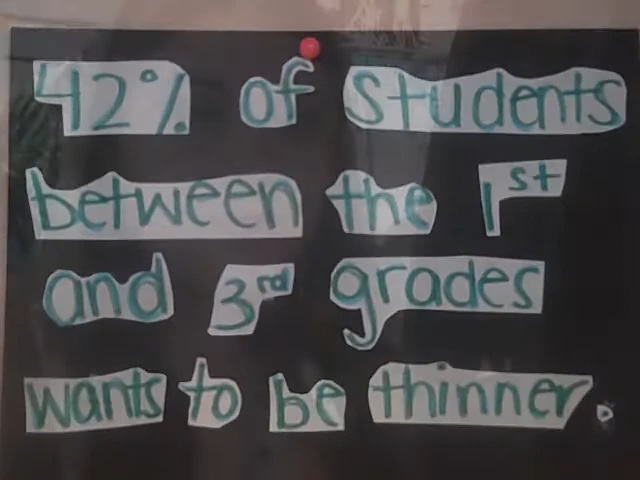 42% of Students
between the 1st
and 3rd grades
wants to be thinner.